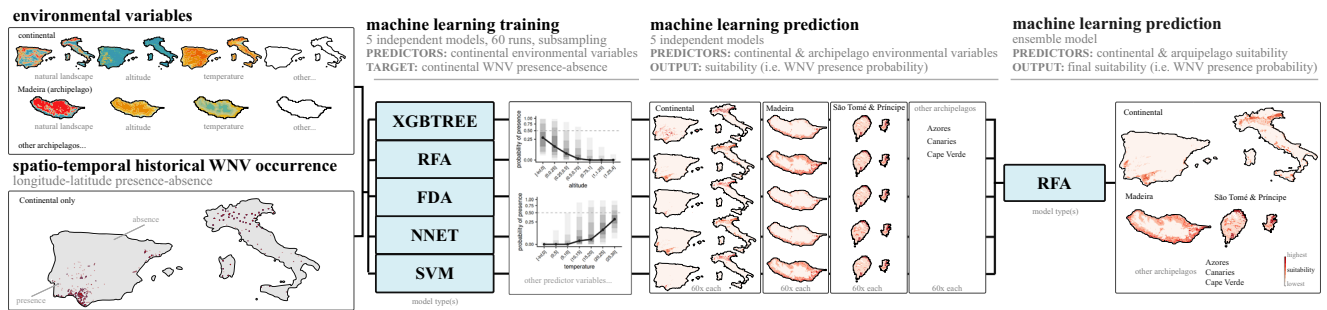 environmental variables
continental
natural landscape
altitude
temperature
other...
Madeira (archipelago)
natural landscape
altitude
temperature
other...
other archipelagos...
spatio-temporal historical WNV occurrence
longitude-latitude presence-absence
Continental only
absence
presence
machine learning training
5 independent models, 60 runs, subsampling
PREDICTORS: continental environmental variables
TARGET: continental WNV presence-absence
XGBTREE
RFA
FDA
NNET
SVM
model type(s)
probability of presence
altitude
probability of presence
temperature
other predictor variables...
machine learning prediction
5 independent models
PREDICTORS: continental & archipelago environmental variables
OUTPUT: suitability (i.e. WNV presence probability)
Continental
Madeira
São Tomé & Príncipe
other archipelagos
Azores
Canaries
Cape Verde
60x each
60x each
60x each
60x each
machine learning prediction
ensemble model
PREDICTORS: continental & arquipelago suitability
OUTPUT: final suitability (i.e. WNV presence probability)
RFA
model type(s)
Continental
Madeira
São Tomé & Príncipe
other archipelagos
Azores
Canaries
Cape Verde
highest
suitability
lowest